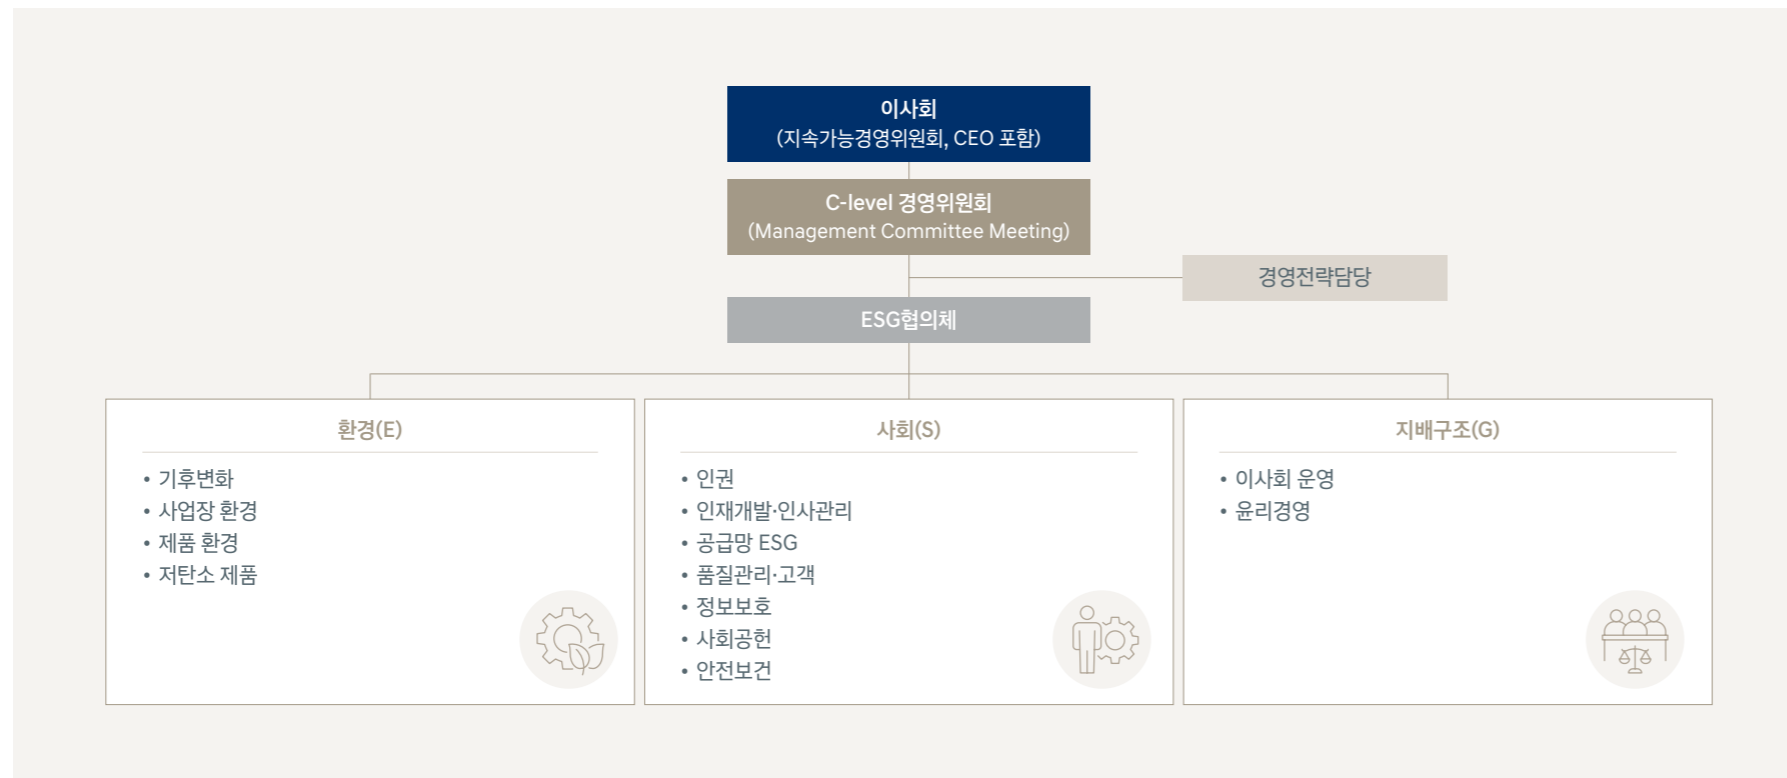 이사회
(지속가능경영위원회, CEO 포함)
C-level 경영위원회
(Management Committee Meeting)
경영전략담당
ESG협의체
환경(E)
• 기후변화
• 사업장 환경
• 제품 환경
• 저탄소 제품
사회(S)
• 인권
• 인재개발·인사관리
• 공급망 ESG
• 품질관리·고객
• 정보보호
• 사회공헌
• 안전보건
지배구조(G)
• 이사회 운영
• 윤리경영